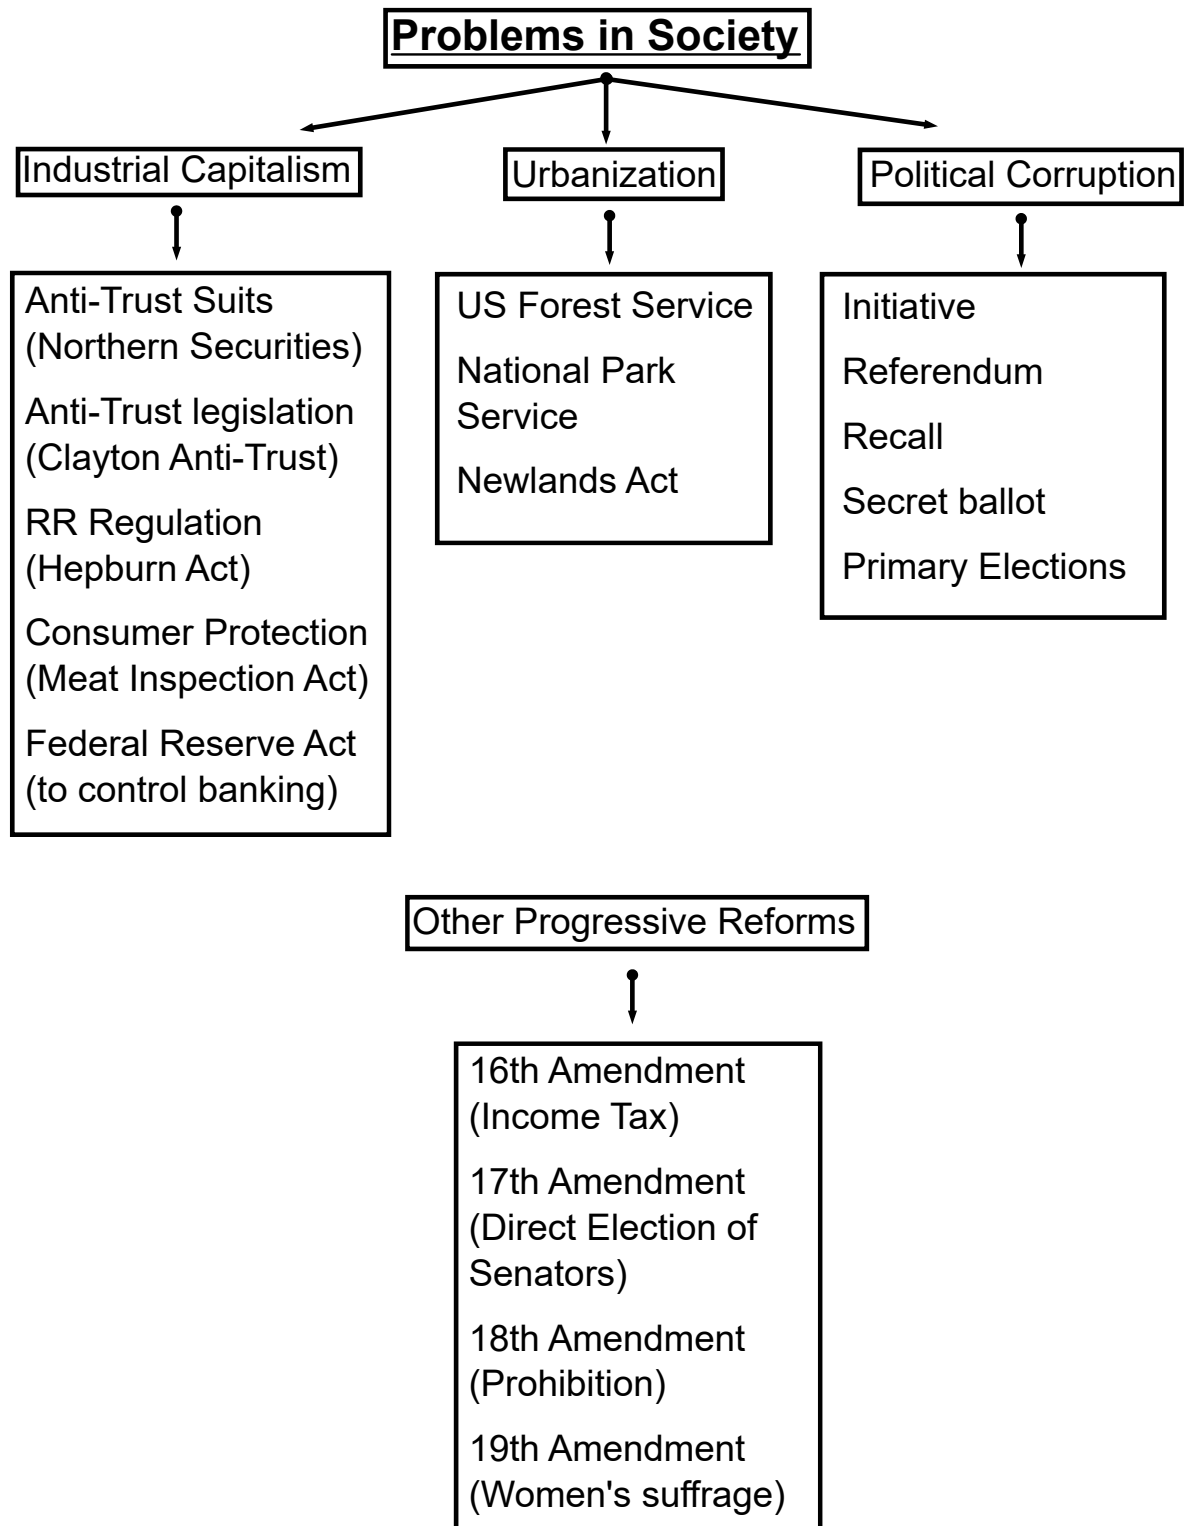 Problems in Society
Industrial Capitalism
Urbanization
Political Corruption
Anti-Trust Suits
(Northern Securities)
Anti-Trust legislation
(Clayton Anti-Trust)
RR Regulation
(Hepburn Act)
Consumer Protection
(Meat Inspection Act)
Federal Reserve Act
(to control banking)
US Forest Service
National Park
Service
Newlands Act
Initiative
Referendum
Recall
Secret ballot
Primary Elections
Other Progressive Reforms
16th Amendment
(Income Tax)
17th Amendment
(Direct Election of
Senators)
18th Amendment
(Prohibition)
19th Amendment
(Women's suffrage)